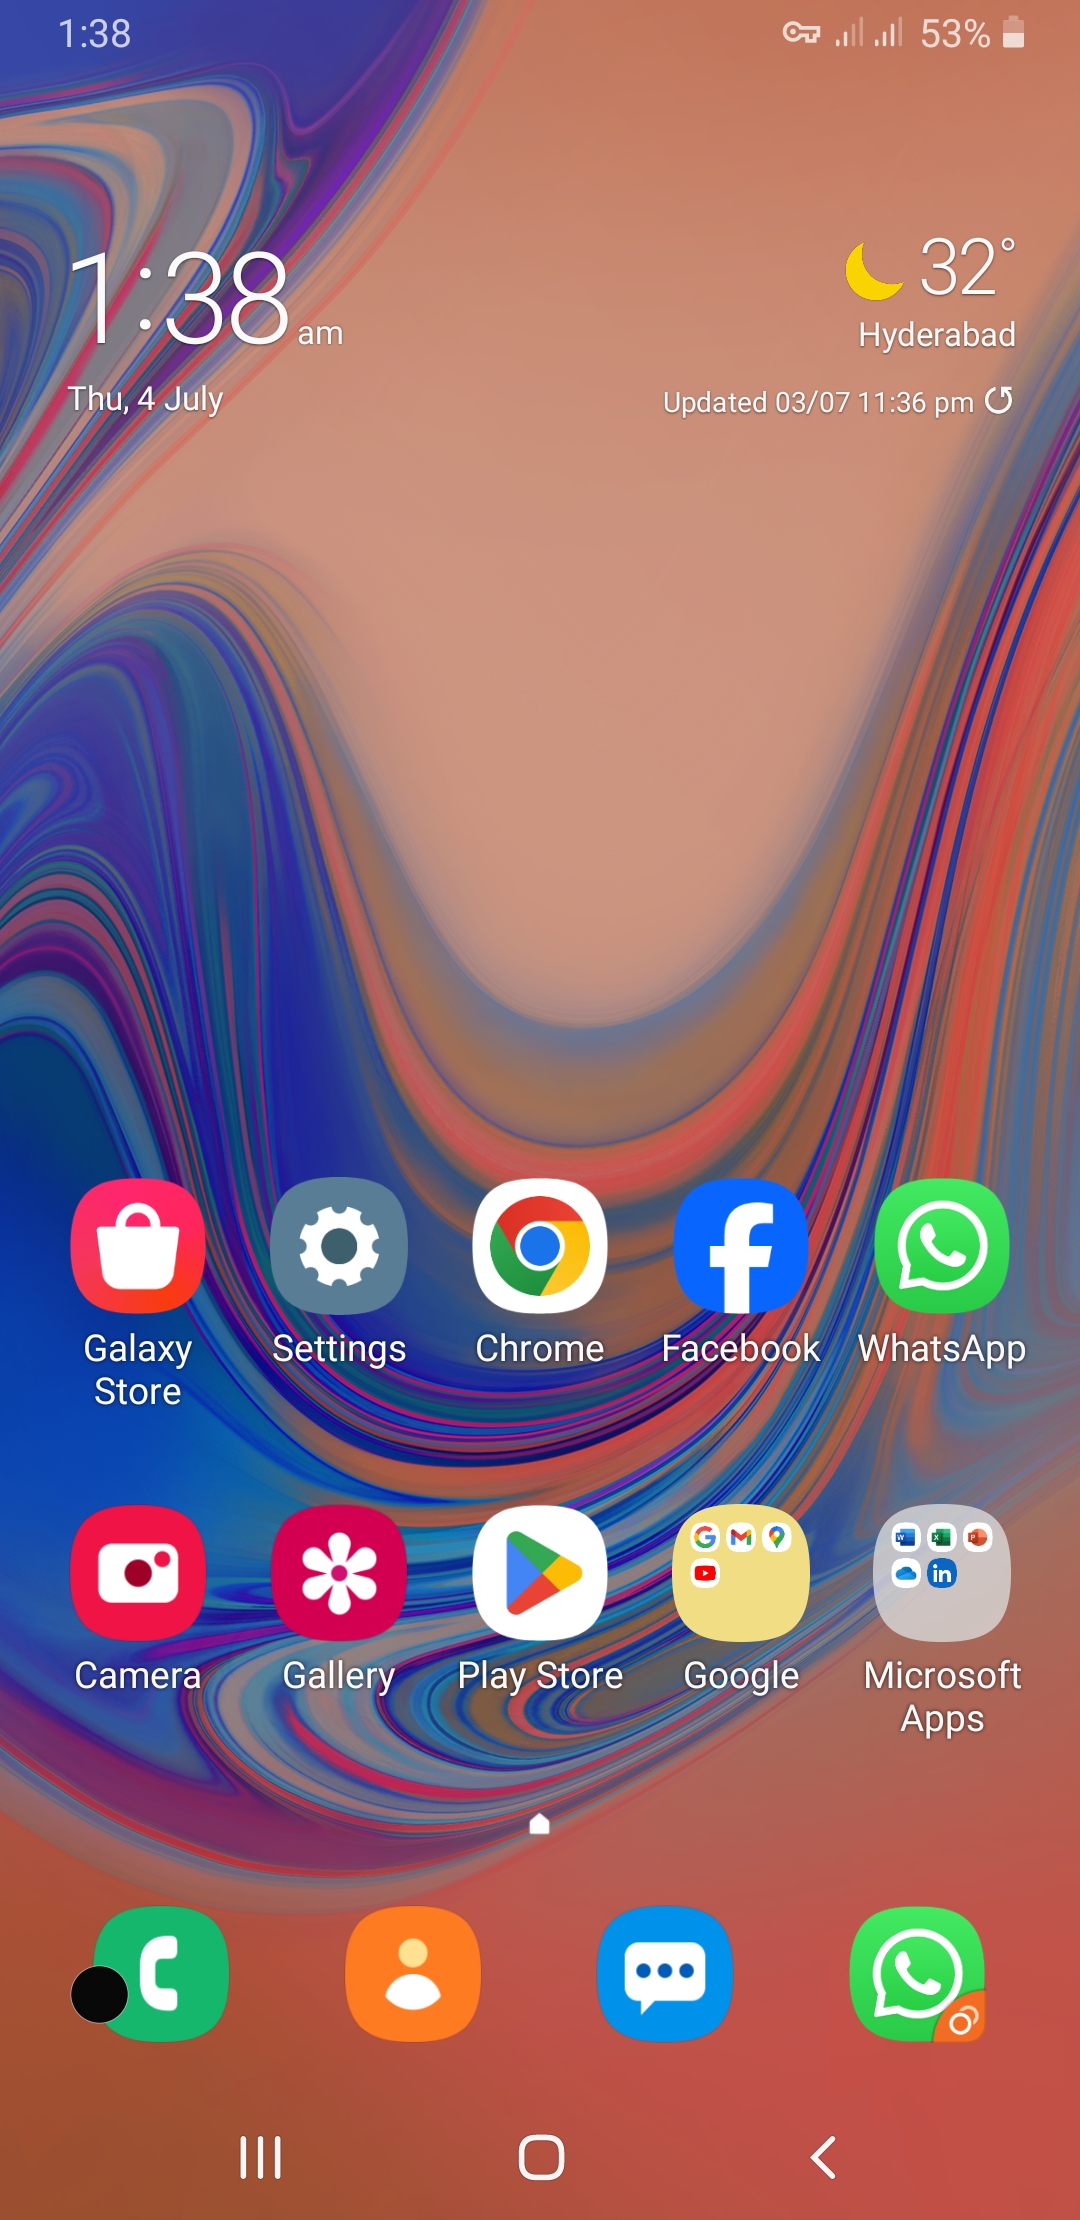 1:38
53%
1:38 am
Thu, 4 July
32°
Hyderabad
Updated 03/07 11:36 pm
Galaxy Store
Settings
Chrome
Facebook
WhatsApp
Camera
Gallery
Play Store
Google
Microsoft Apps